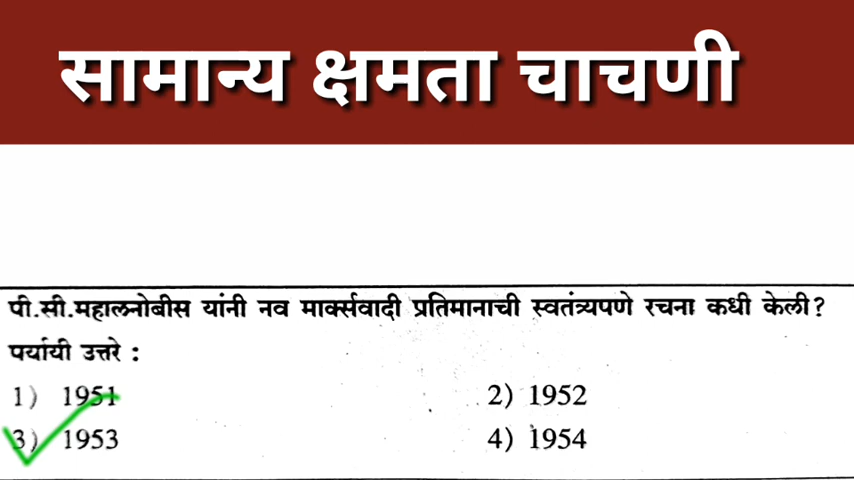 सामान्य क्षमता चाचणी
पी.सी.महालनोबीस यांनी नव मार्क्सवादी प्रतिमानाची स्वतंत्र्यपणे रचना कधी केली?
पर्यायी उत्तरे :
1) 1951 2) 1952
3) 1953 4) 1954